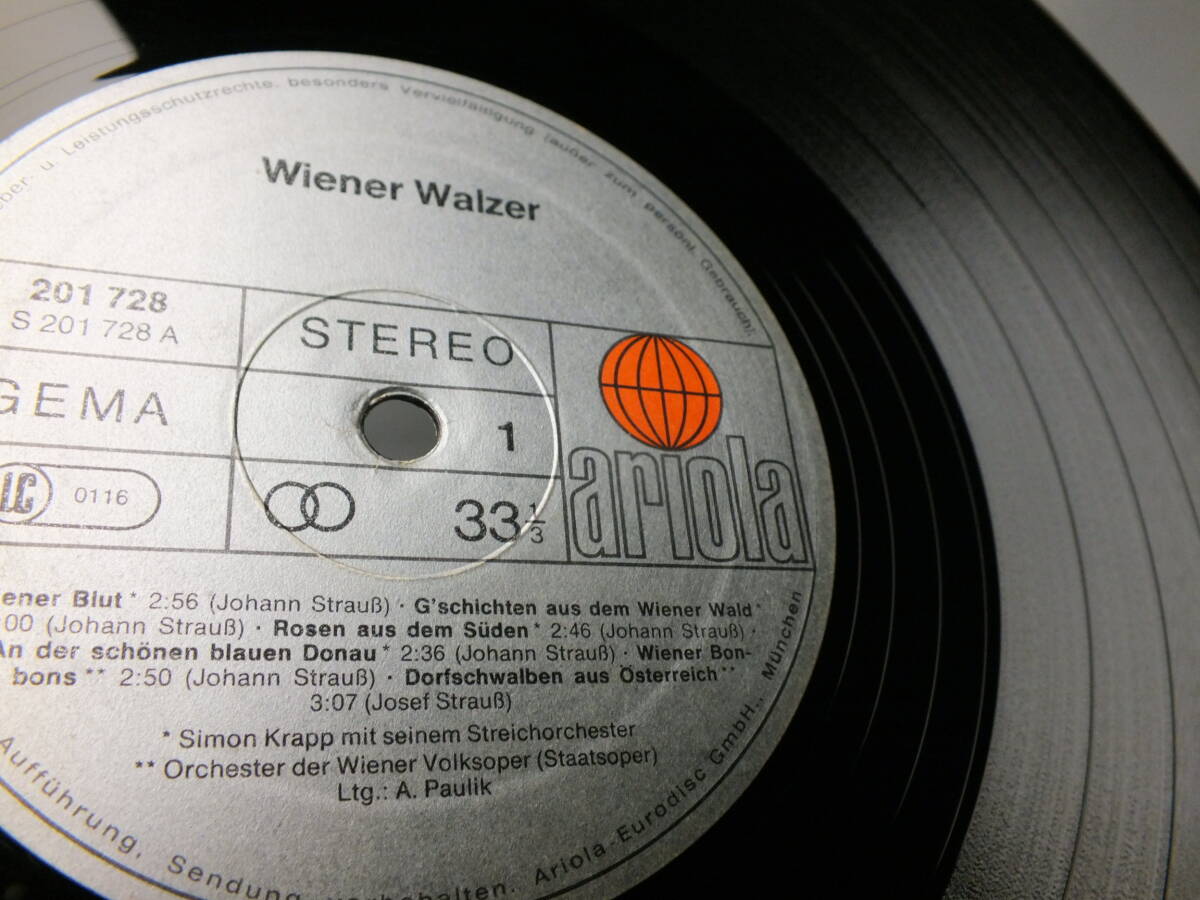 u. Leistungsschutzrechte, besonders Vervielfältigung (außer zum persönl. Gebrauch),
Wiener Walzer
201 728
S 201 728 A
STEREO
GEMA
1
LC 0116
33 1/3
ariola
ener Blut* 2:56 (Johann Strauß) · G'schichten aus dem Wiener Wald*
:00 (Johann Strauß) · Rosen aus dem Süden* 2:46 (Johann Strauß) ·
An der schönen blauen Donau* 2:36 (Johann Strauß) · Wiener Bon-
bons** 2:50 (Johann Strauß) · Dorfschwalben aus Österreich**
3:07 (Josef Strauß)
* Simon Krapp mit seinem Streichorchester
** Orchester der Wiener Volksoper (Staatsoper)
Ltg.: A. Paulik
Aufführung, Sendung vorbehalten. Ariola-Eurodisc GmbH., München